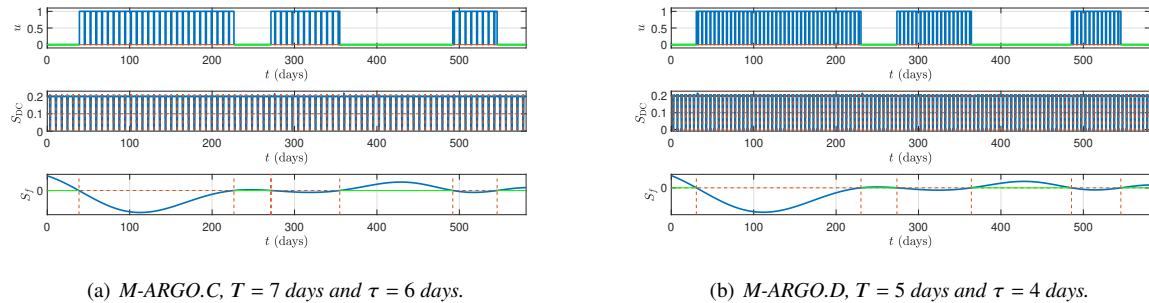 1
0.5
0
u
0 100 200 300 400 500
t (days)
0.2
0.1
0
S_DC
0 100 200 300 400 500
t (days)
0
S_f
0 100 200 300 400 500
t (days)
(a) M-ARGO.C, T = 7 days and τ = 6 days.
1
0.5
0
u
0 100 200 300 400 500
t (days)
0.2
0.1
0
S_DC
0 100 200 300 400 500
t (days)
0
S_f
0 100 200 300 400 500
t (days)
(b) M-ARGO.D, T = 5 days and τ = 4 days.